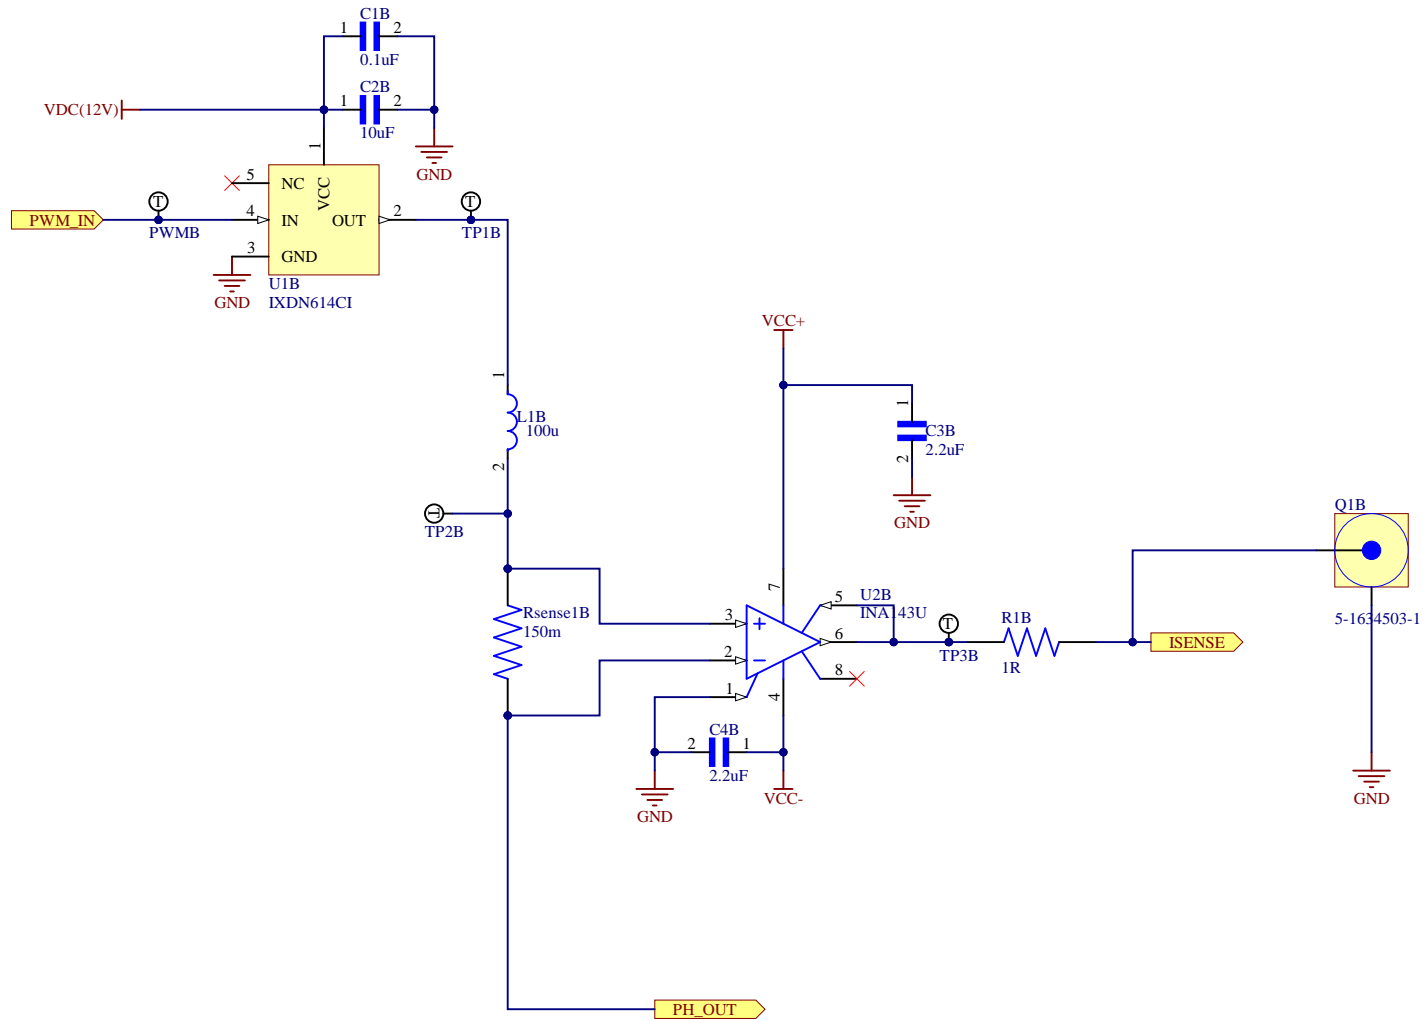 C1B
1 2
0.1uF
C2B
VDC(12V)
1 2
10uF
1
GND
5 NC
VCC
PWM_IN
T
PWMB
4 IN
OUT 2
T
TP1B
3 GND
GND
U1B
IXDN614CI
VCC+
1
L1B
100u
2
1
C3B
2.2uF
2
GND
T
TP2B
Q1B
5-1634503-1
GND
Rsense1B
150m
7
5
U2B
INA143U
3
+
6
T
TP3B
R1B
1R
ISENSE
2
−
8
1
4
C4B
2 1
2.2uF
GND
VCC-
PH_OUT